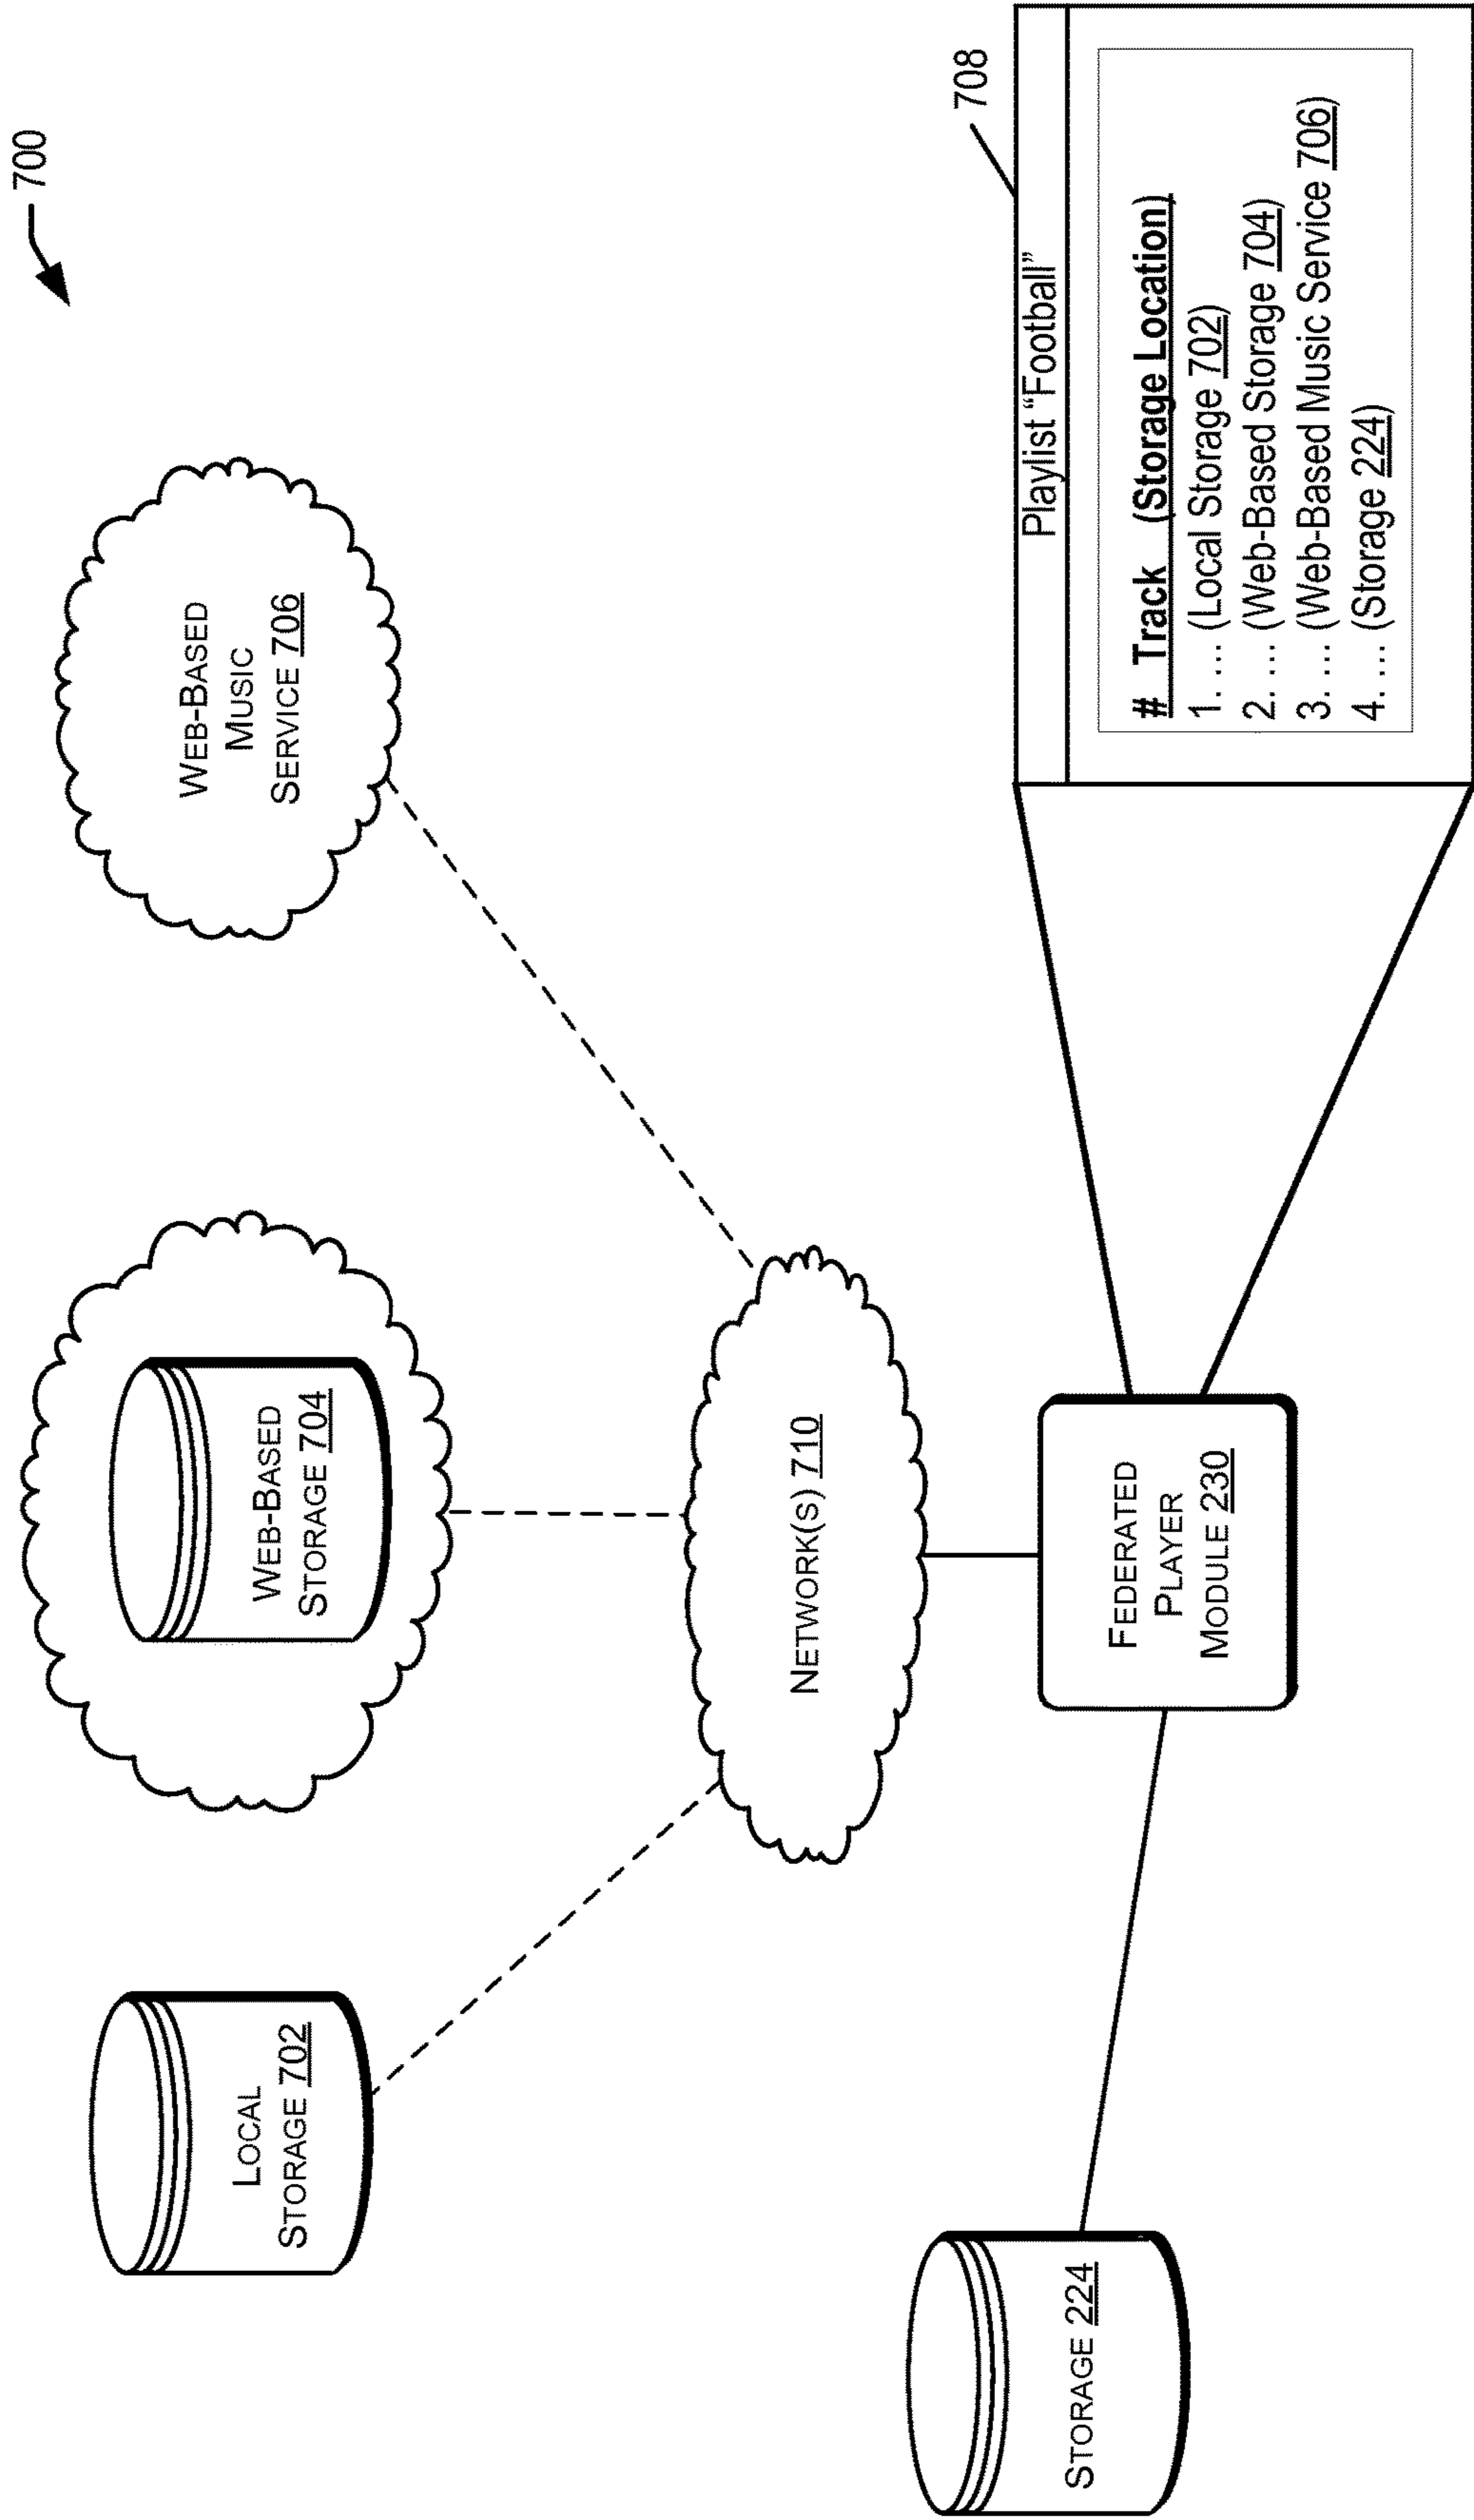 700
LOCAL
STORAGE 702
WEB-BASED
STORAGE 704
WEB-BASED
MUSIC
SERVICE 706
NETWORK(S) 710
STORAGE 224
FEDERATED
PLAYER
MODULE 230
708
Playlist “Football”
# Track (Storage Location)
1. ... (Local Storage 702)
2. ... (Web-Based Storage 704)
3. ... (Web-Based Music Service 706)
4. ... (Storage 224)